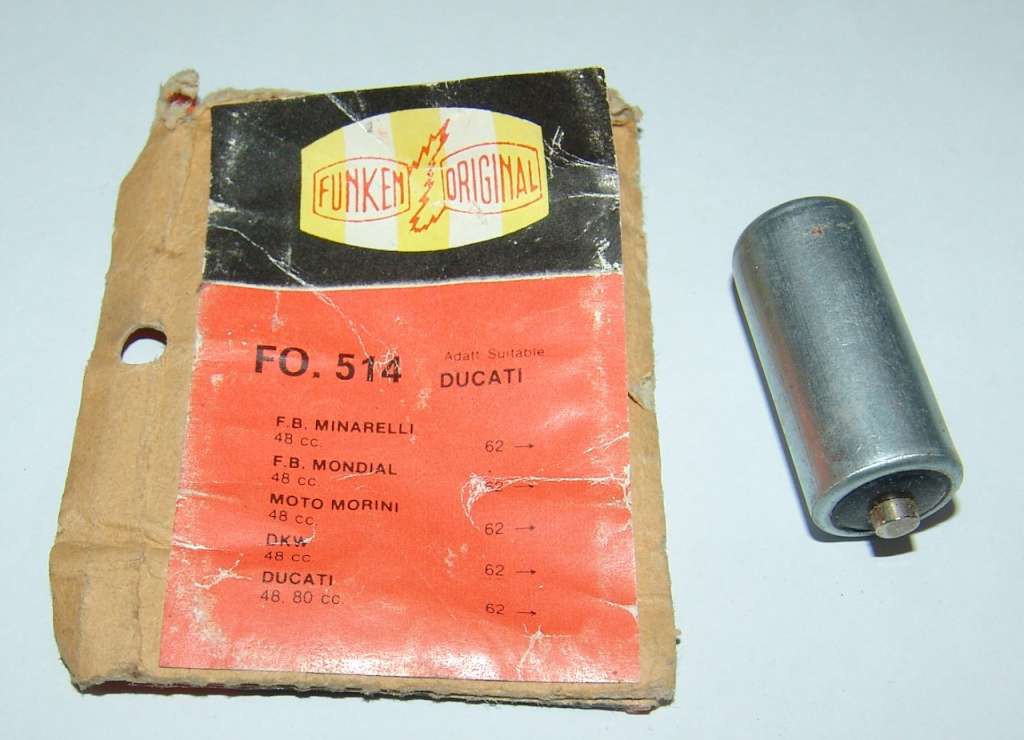 FUNKEN ORIGINAL
FO. 514
Adatt. Suitable
DUCATI
F.B. MINARELLI
48 cc. 62 →
F.B. MONDIAL
48 cc. 62 →
MOTO MORINI
48 cc. 62 →
DKW
48 cc 62 →
DUCATI
48. 80 cc. 62 →